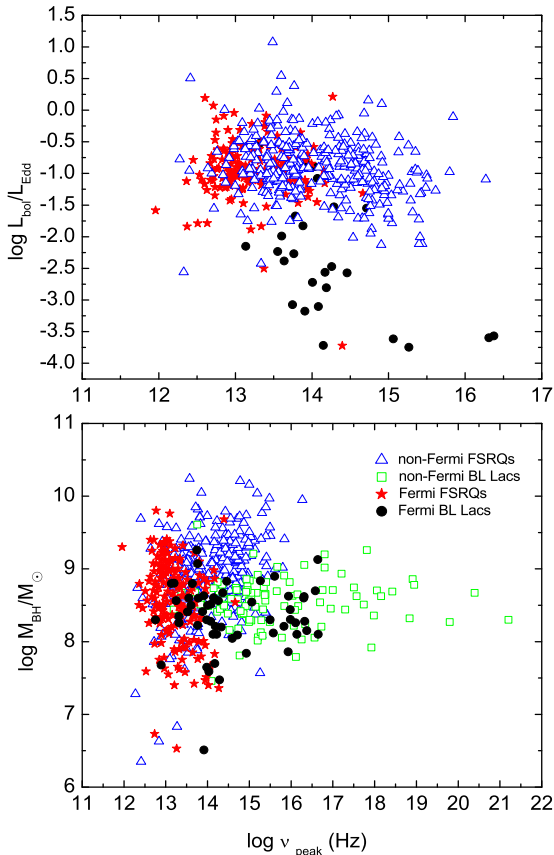 1.5
1.0
0.5
0.0
-0.5
-1.0
-1.5
-2.0
-2.5
-3.0
-3.5
-4.0
log L_bol/L_Edd
11 12 13 14 15 16 17
11
10
9
8
7
6
log M_BH/M_⊙
non-Fermi FSRQs
non-Fermi BL Lacs
Fermi FSRQs
Fermi BL Lacs
11 12 13 14 15 16 17 18 19 20 21 22
log ν_peak (Hz)